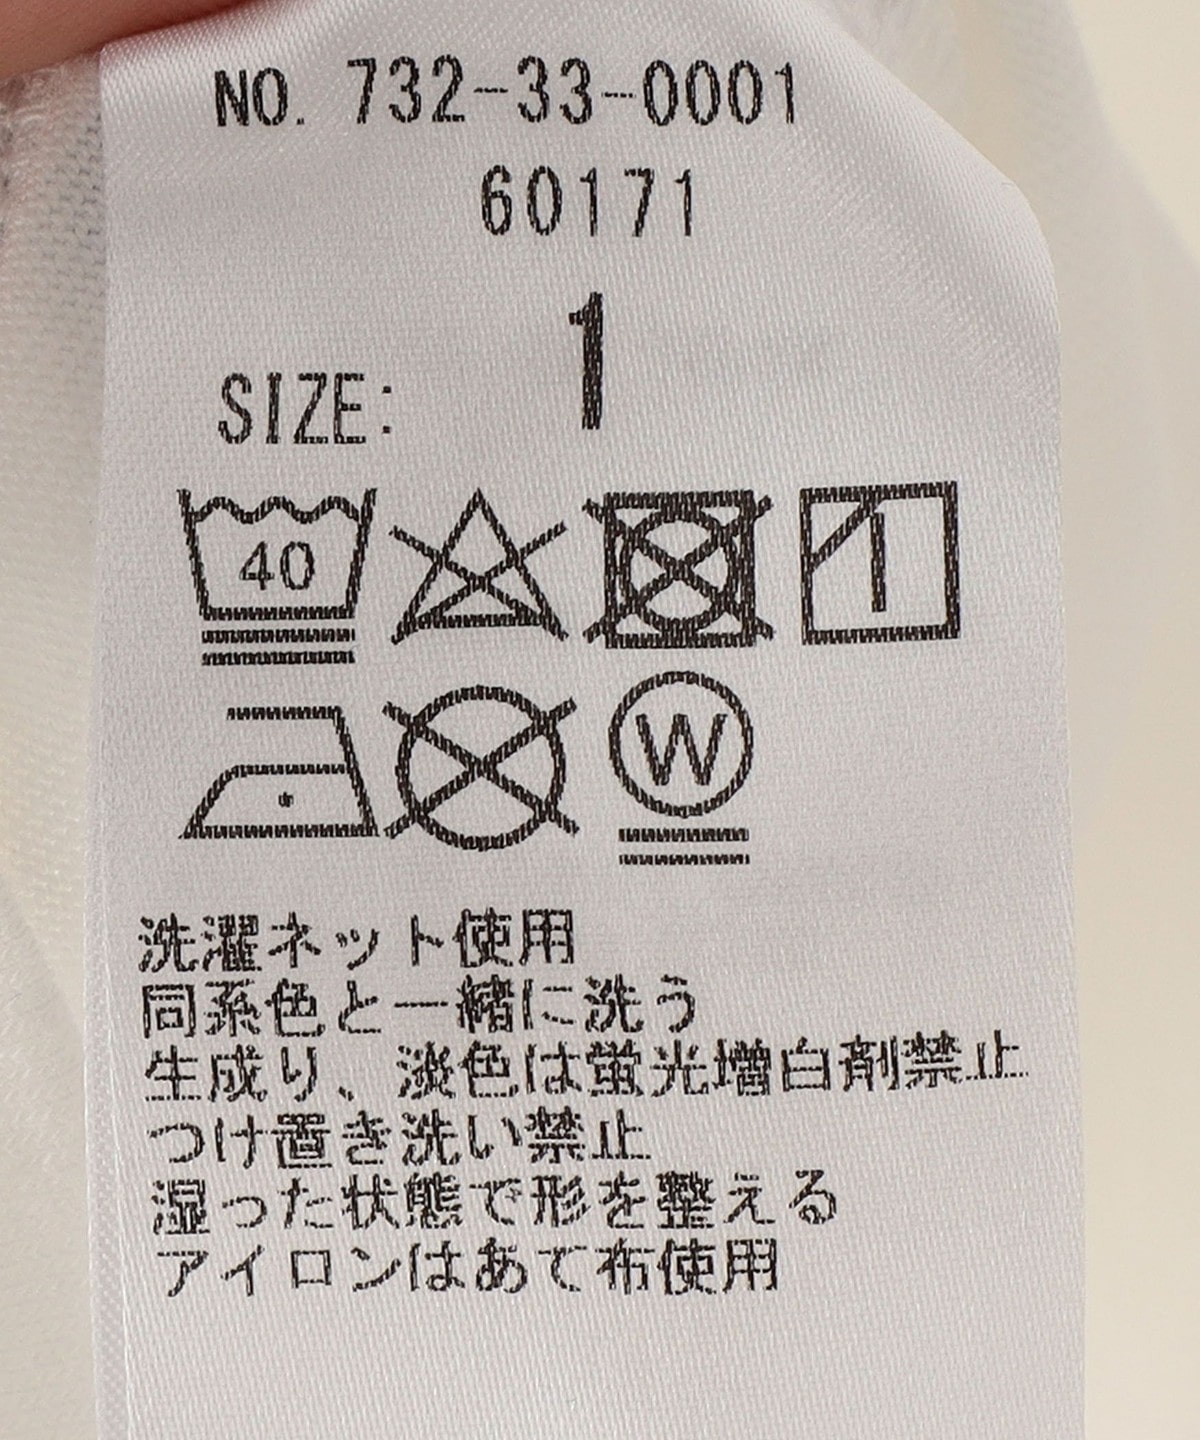 NO. 732-33-0001
60171
SIZE: 1
40
W
洗濯ネット使用
同系色と一緒に洗う
生成り、淡色は蛍光増白剤禁止
つけ置き洗い禁止
湿った状態で形を整える
アイロンはあて布使用